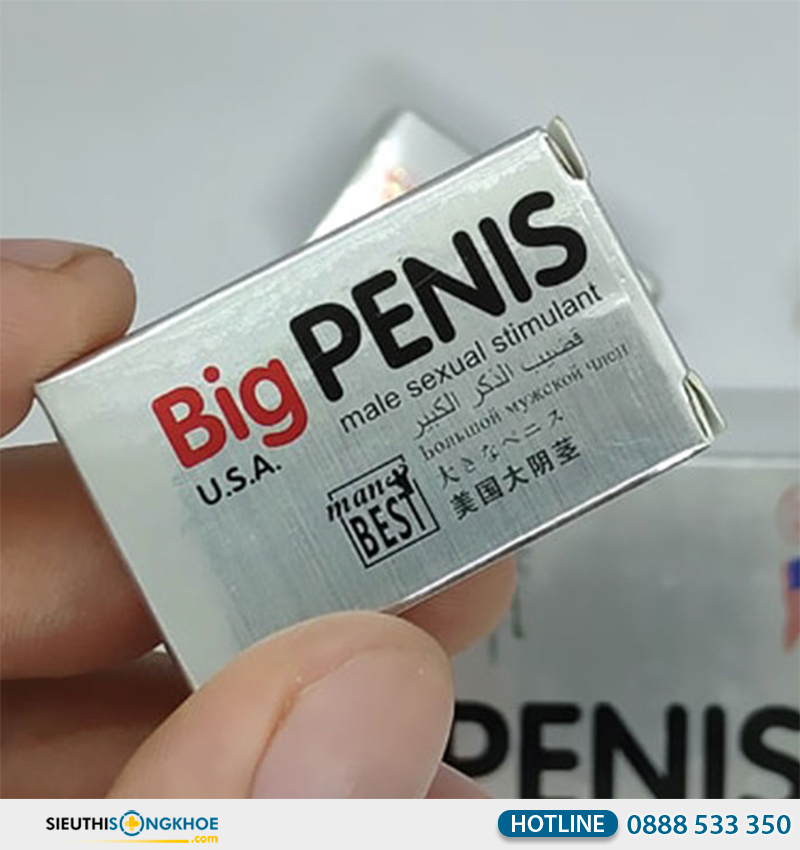 Big PENIS
U.S.A.
male sexual stimulant
قضيب الذكر الكبير
Большой мужской член
大きなペニス
美国大阴茎
man's
BEST
PENIS
SIEUTHISONGKHOE
.com
HOTLINE 0888 533 350